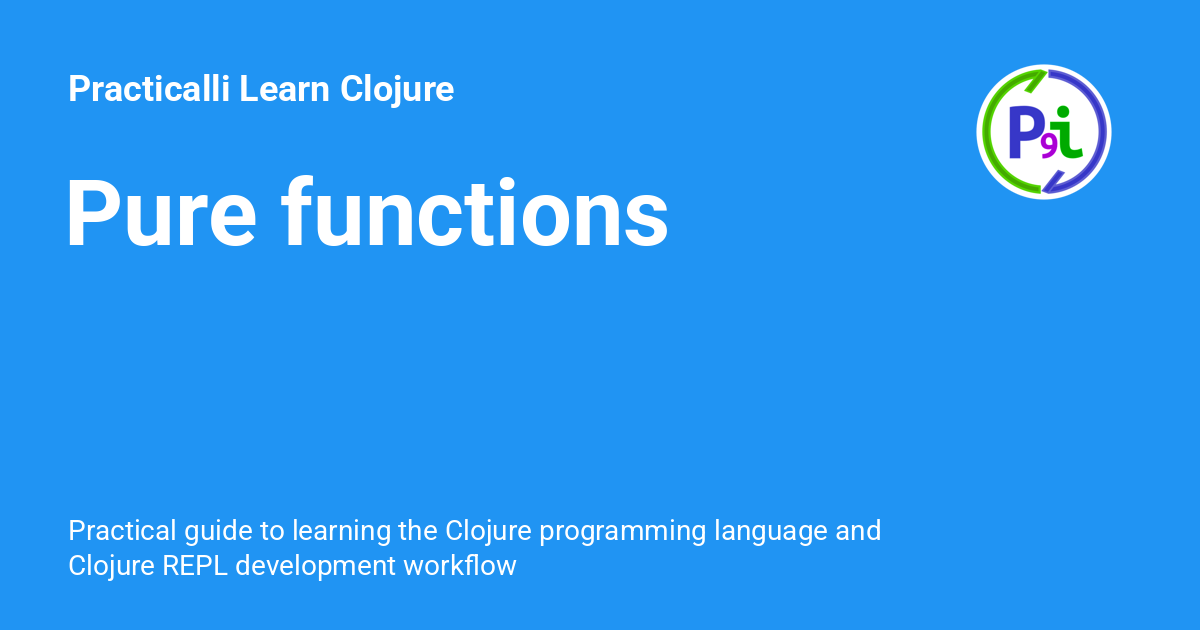 Practicalli Learn Clojure
P9i
Pure functions
Practical guide to learning the Clojure programming language and
Clojure REPL development workflow